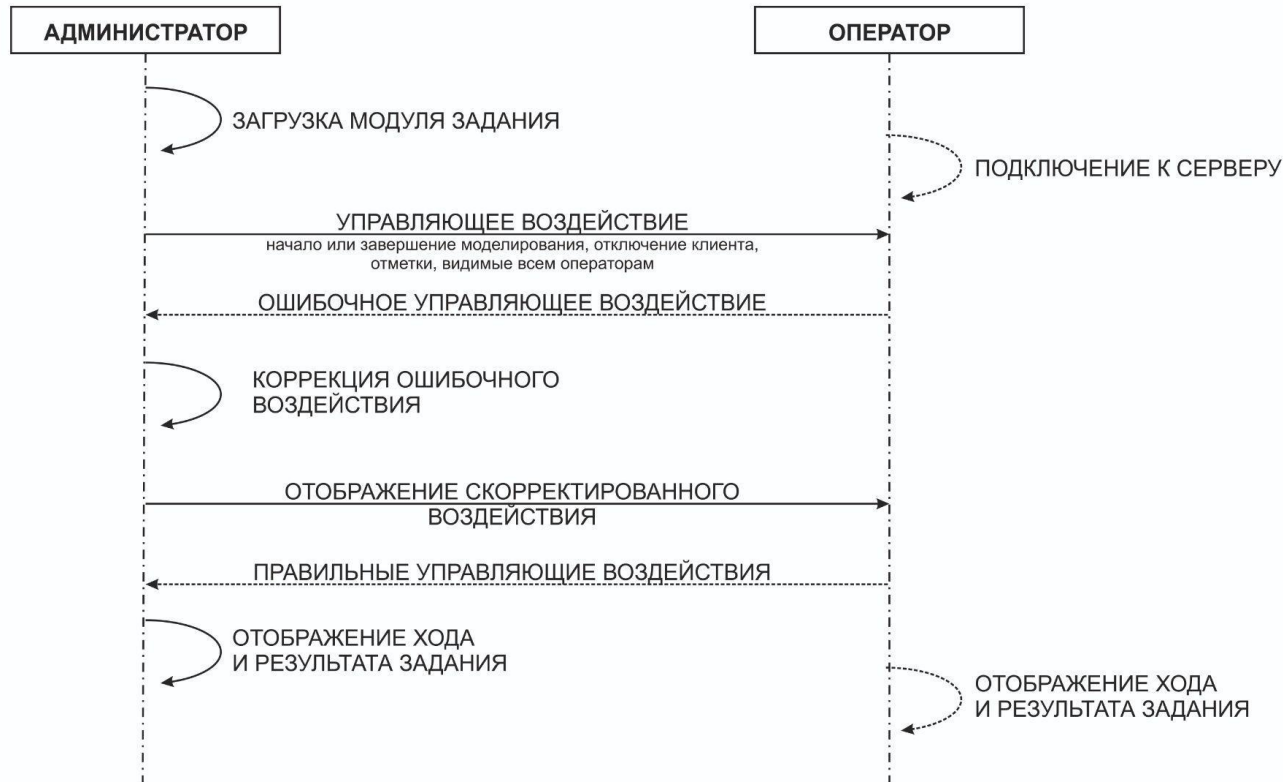 АДМИНИСТРАТОР
ОПЕРАТОР
ЗАГРУЗКА МОДУЛЯ ЗАДАНИЯ
ПОДКЛЮЧЕНИЕ К СЕРВЕРУ
УПРАВЛЯЮЩЕЕ ВОЗДЕЙСТВИЕ
начало или завершение моделирования, отключение клиента,
отметки, видимые всем операторам
ОШИБОЧНОЕ УПРАВЛЯЮЩЕЕ ВОЗДЕЙСТВИЕ
КОРРЕКЦИЯ ОШИБОЧНОГО
ВОЗДЕЙСТВИЯ
ОТОБРАЖЕНИЕ СКОРРЕКТИРОВАННОГО
ВОЗДЕЙСТВИЯ
ПРАВИЛЬНЫЕ УПРАВЛЯЮЩИЕ ВОЗДЕЙСТВИЯ
ОТОБРАЖЕНИЕ ХОДА
И РЕЗУЛЬТАТА ЗАДАНИЯ
ОТОБРАЖЕНИЕ ХОДА
И РЕЗУЛЬТАТА ЗАДАНИЯ